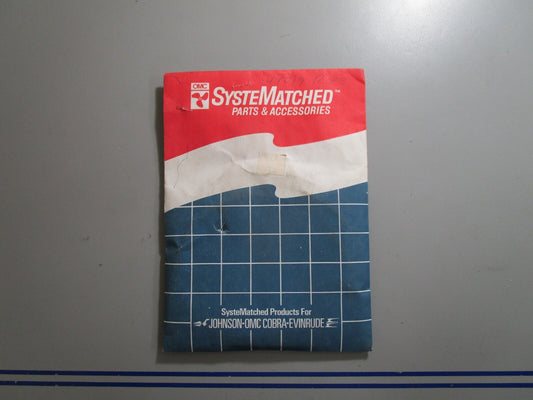 OMC
SYSTEMATCHED™
PARTS & ACCESSORIES
SysteMatched Products For
JOHNSON-OMC COBRA-EVINRUDE